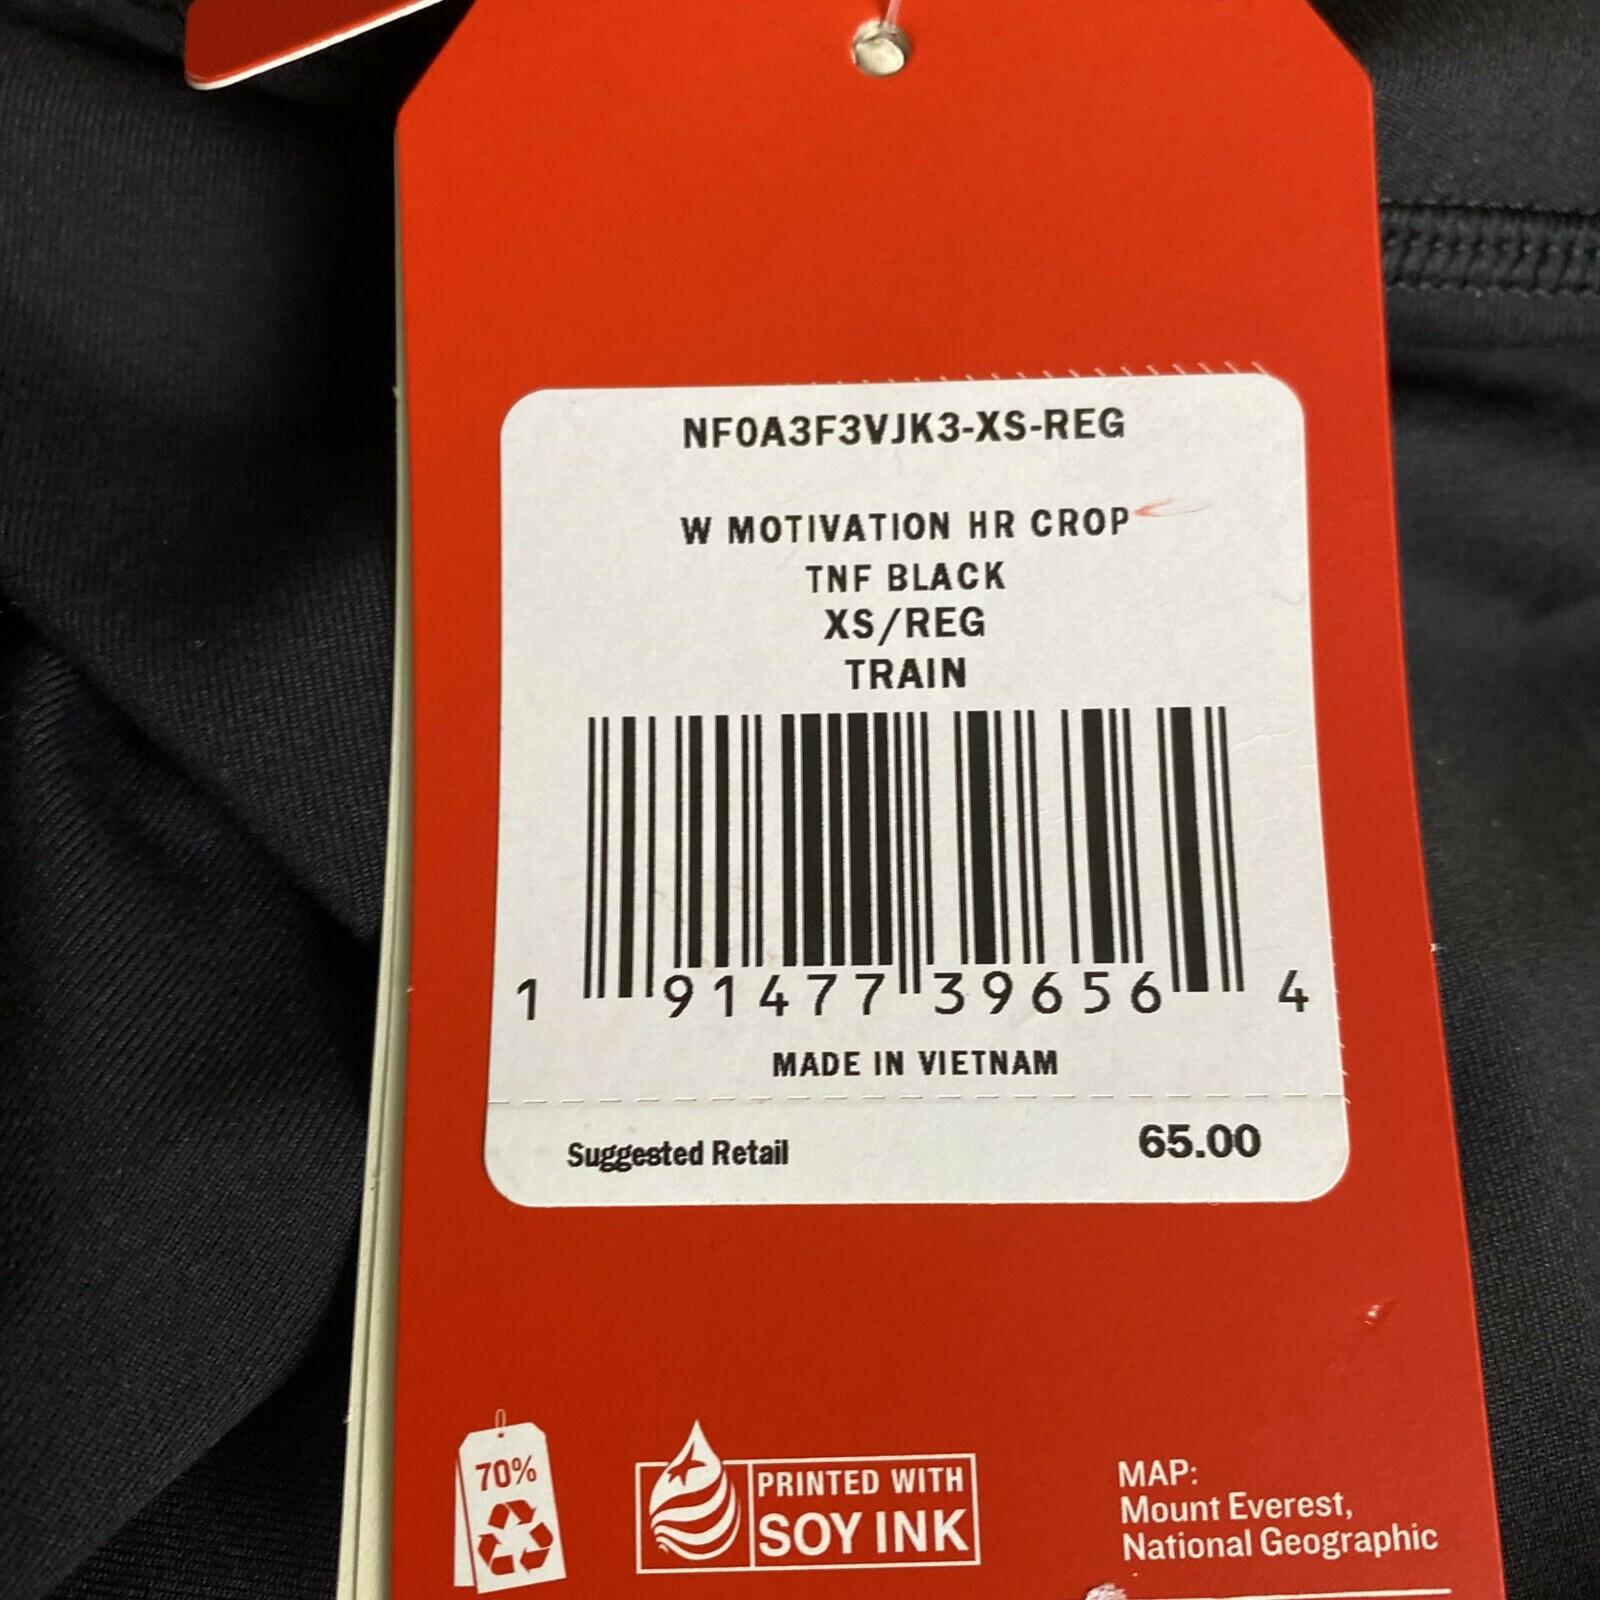 NF0A3F3VJK3-XS-REG
W MOTIVATION HR CROP
TNF BLACK
XS/REG
TRAIN
1 91477 39656 4
MADE IN VIETNAM
Suggested Retail 65.00
70%
PRINTED WITH
SOY INK
MAP:
Mount Everest,
National Geographic